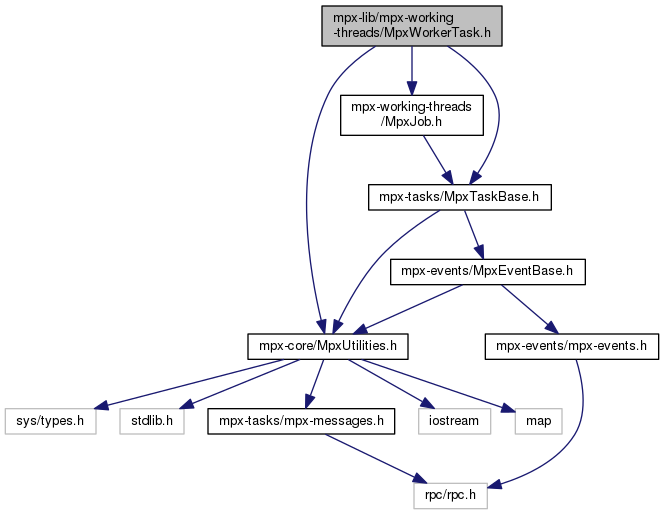 mpx-lib/mpx-working
-threads/MpxWorkerTask.h
mpx-working-threads
/MpxJob.h
mpx-tasks/MpxTaskBase.h
mpx-events/MpxEventBase.h
mpx-core/MpxUtilities.h
mpx-events/mpx-events.h
sys/types.h
stdlib.h
mpx-tasks/mpx-messages.h
iostream
map
rpc/rpc.h